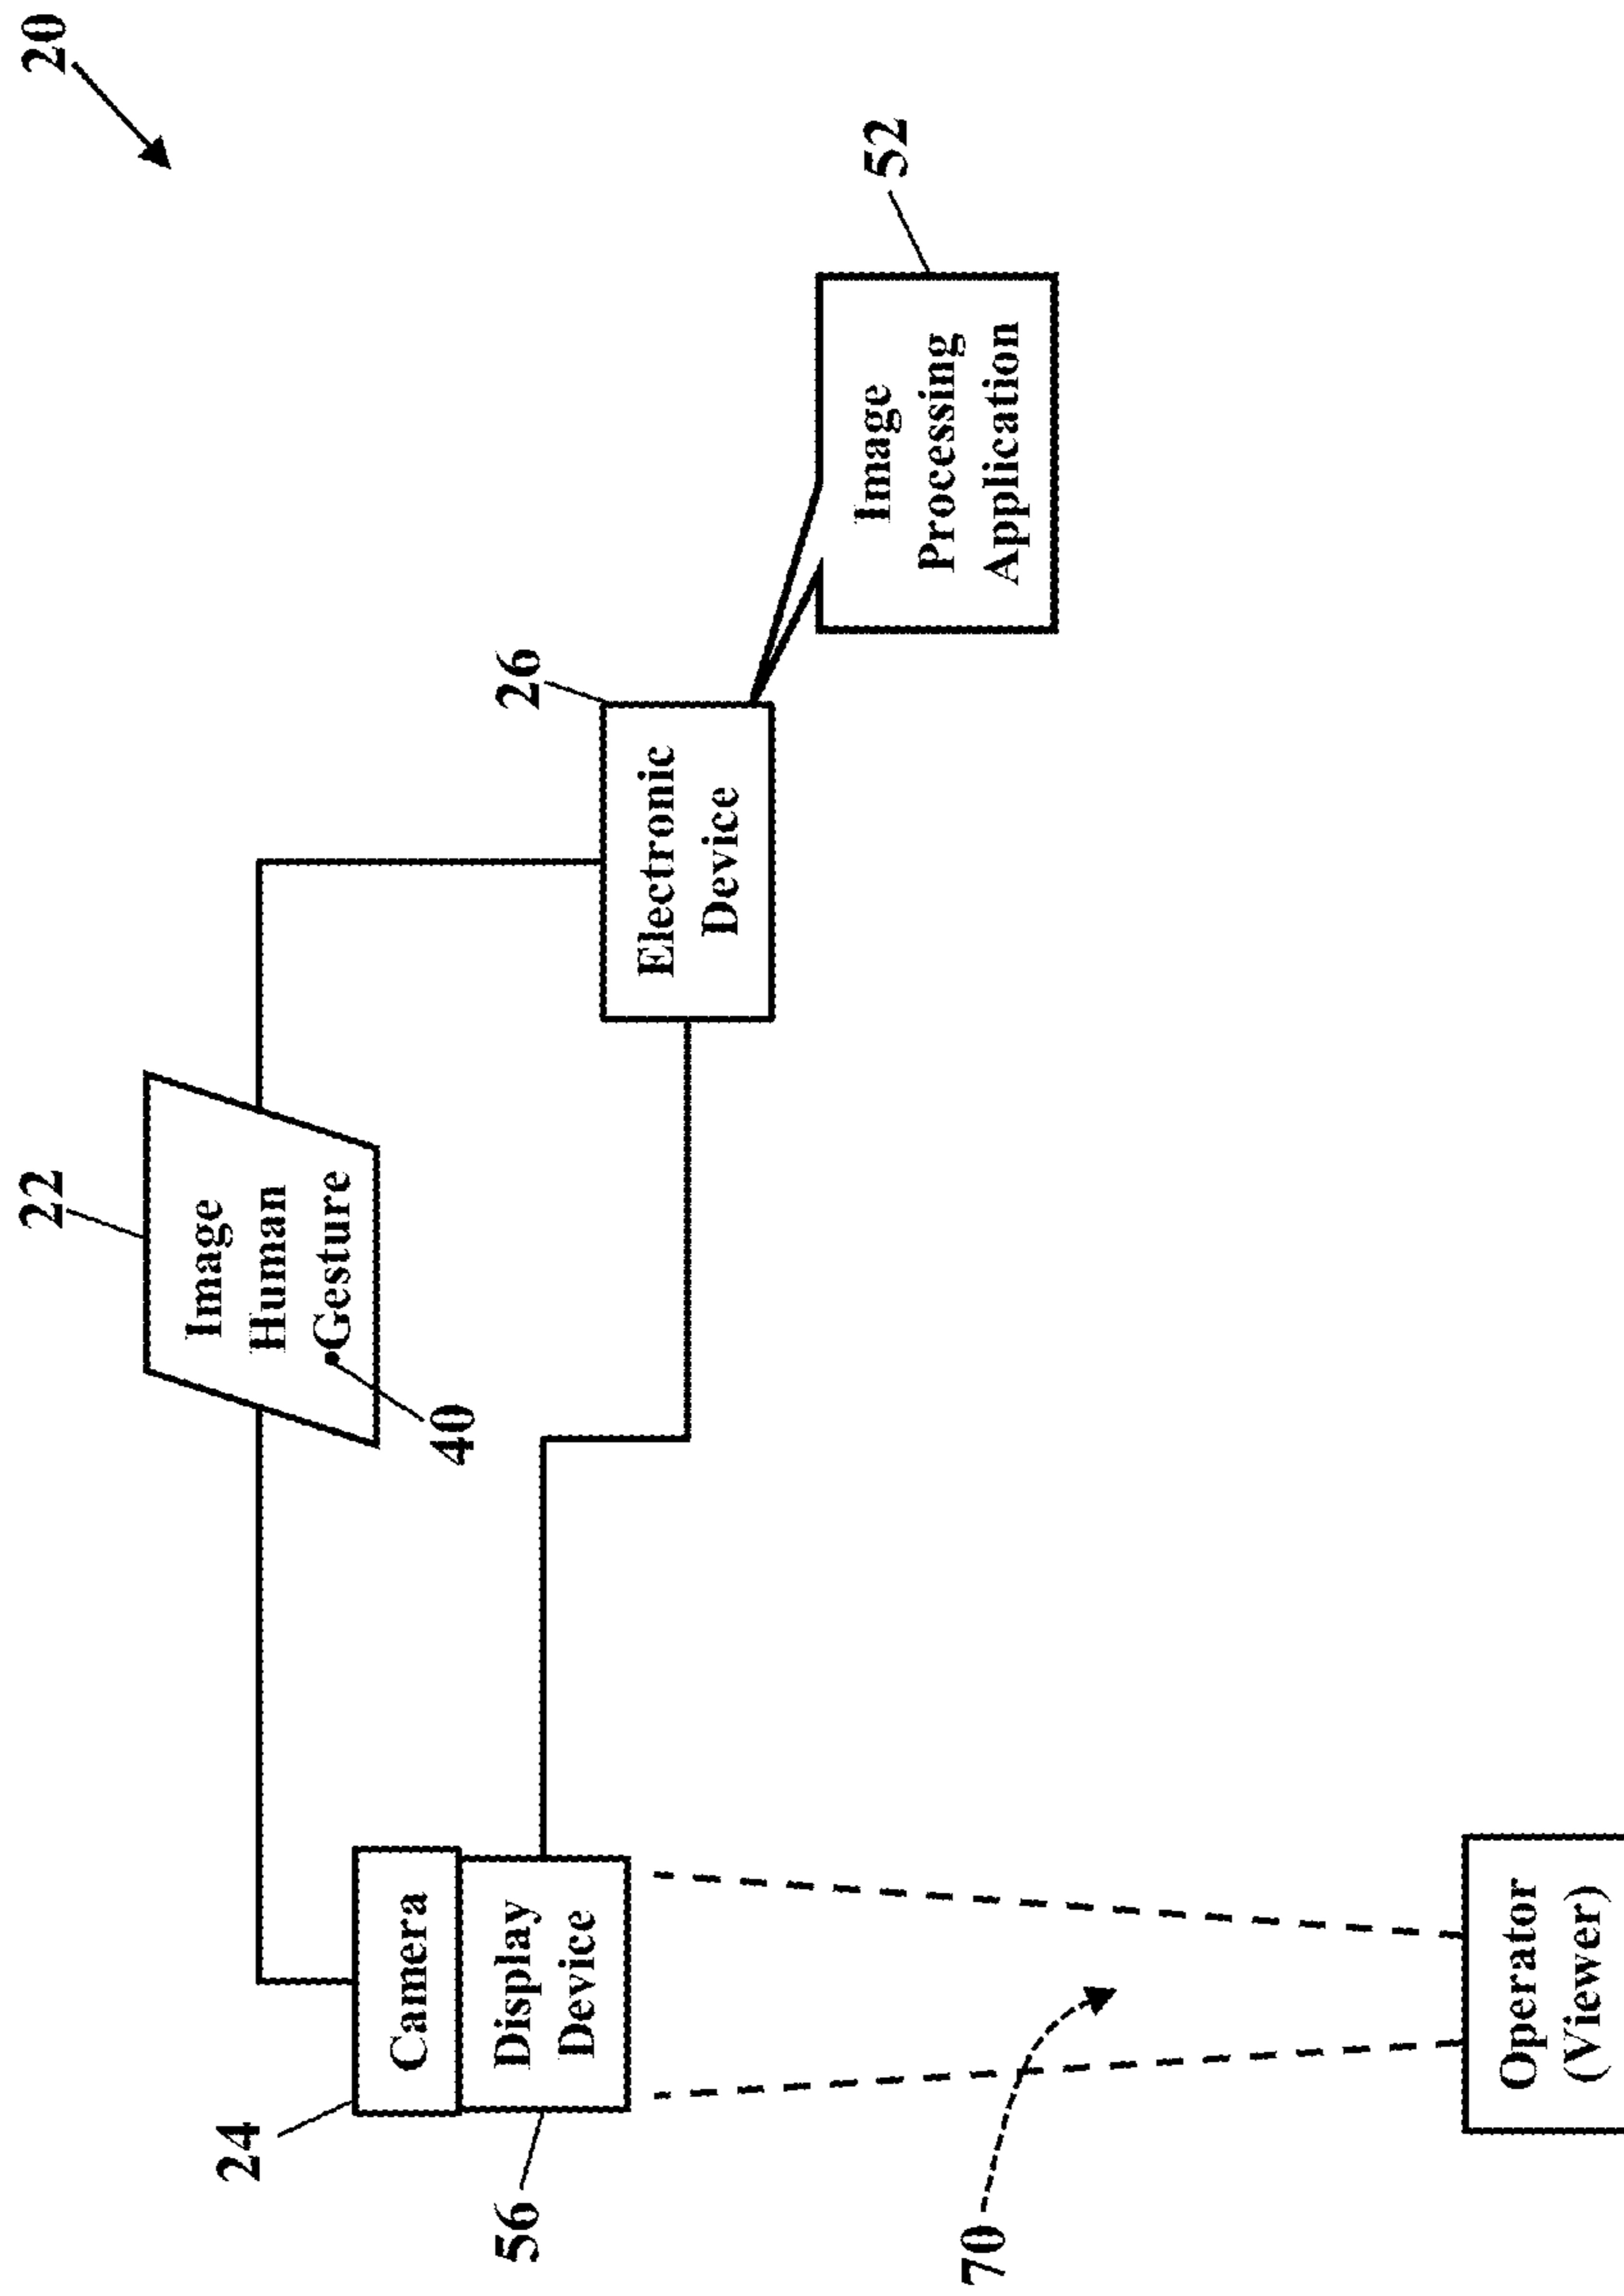 20
22
Image
Human
Gesture
40
24
Camera
56
Display
Device
26
Electronic
Device
52
Image
Processing
Application
70
Operator
(Viewer)